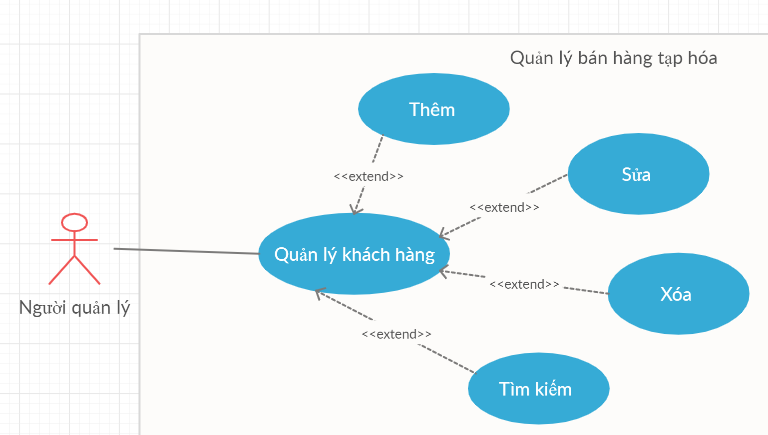 Quản lý bán hàng tạp hóa
Thêm
<<extend>>
Sửa
<<extend>>
Quản lý khách hàng
<<extend>>
Xóa
Người quản lý
<<extend>>
Tìm kiếm